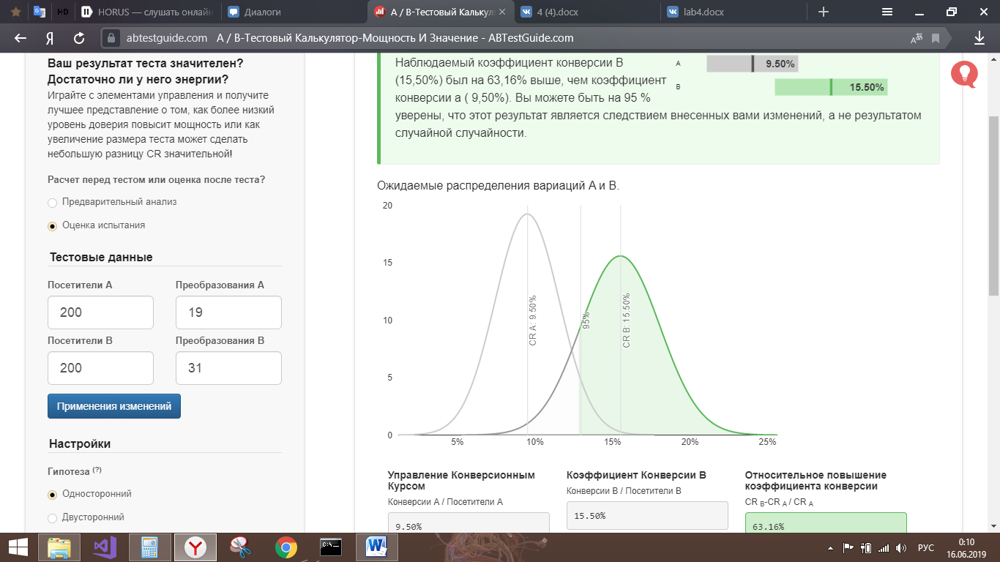 HD
HORUS — слушать онлайн
Диалоги
A / B-Тестовый Калькул
4 (4).docx
lab4.docx
abtestguide.com A / B-Тестовый Калькулятор-Мощность И Значение - ABTestGuide.com
Ваш результат теста значителен?
Достаточно ли у него энергии?
Играйте с элементами управления и получите
лучшее представление о том, как более низкий
уровень доверия повысит мощность или как
увеличение размера теста может сделать
небольшую разницу CR значительной!
Расчет перед тестом или оценка после теста?
Предварительный анализ
Оценка испытания
Тестовые данные
Посетители A
Преобразования A
200
19
Посетители B
Преобразования B
200
31
Применения изменений
Настройки
Гипотеза (?)
Односторонний
Двусторонний
Наблюдаемый коэффициент конверсии B
(15,50%) был на 63,16% выше, чем коэффициент
конверсии a ( 9,50%). Вы можете быть на 95 %
уверены, что этот результат является следствием внесенных вами изменений, а не результатом
случайной случайности.
A
9.50%
B
15.50%
Ожидаемые распределения вариаций A и B.
20
15
10
5
0
CR A: 9.50%
95%
CR B: 15.50%
5%
10%
15%
20%
25%
Управление Конверсионным
Курсом
Конверсии A / Посетители A
9.50%
Коэффициент Конверсии B
Конверсии B / Посетители B
15.50%
Относительное повышение
коэффициента конверсии
CR B-CR A / CR A
63.16%
РУС
0:10
16.06.2019